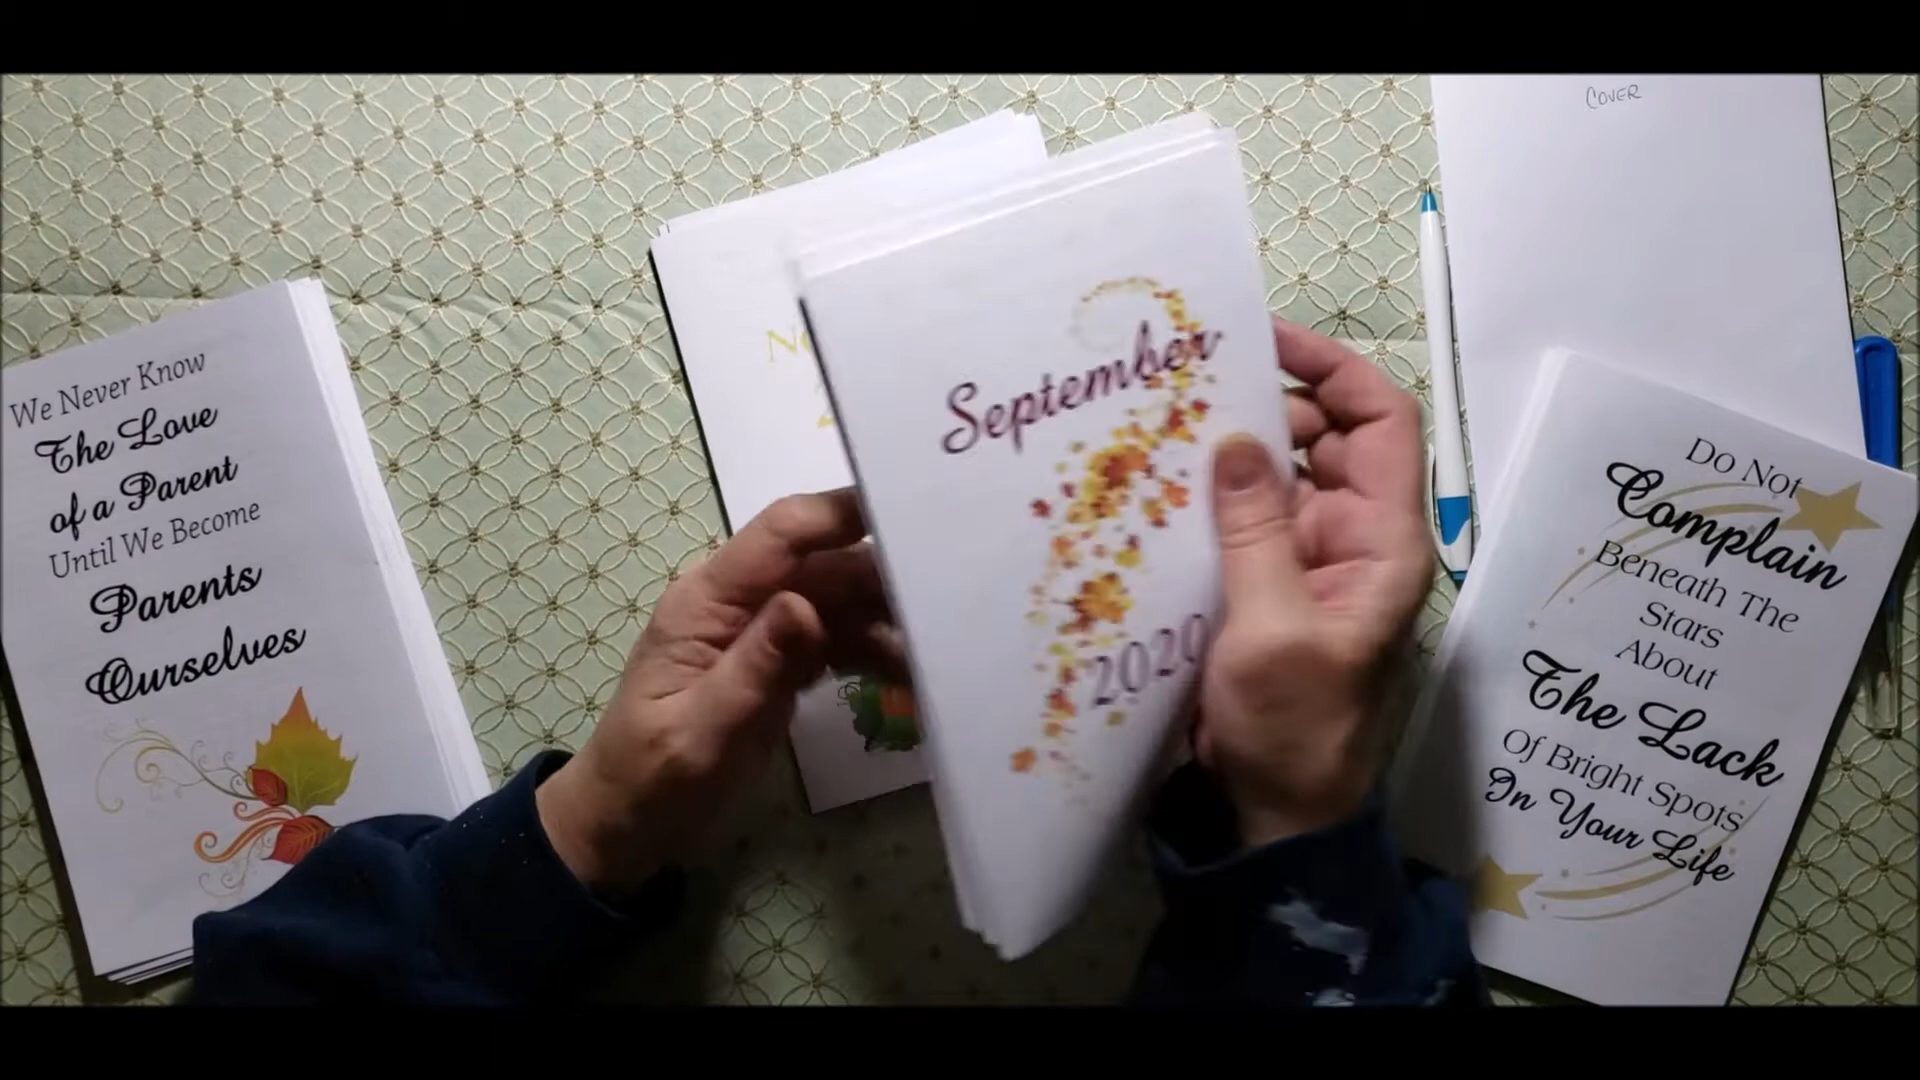 We Never Know
The Love
of a Parent
Until We Become
Parents
Ourselves
September
2020
COVER
Do Not
Complain
Beneath The
Stars
About
The Lack
Of Bright Spots
In Your Life